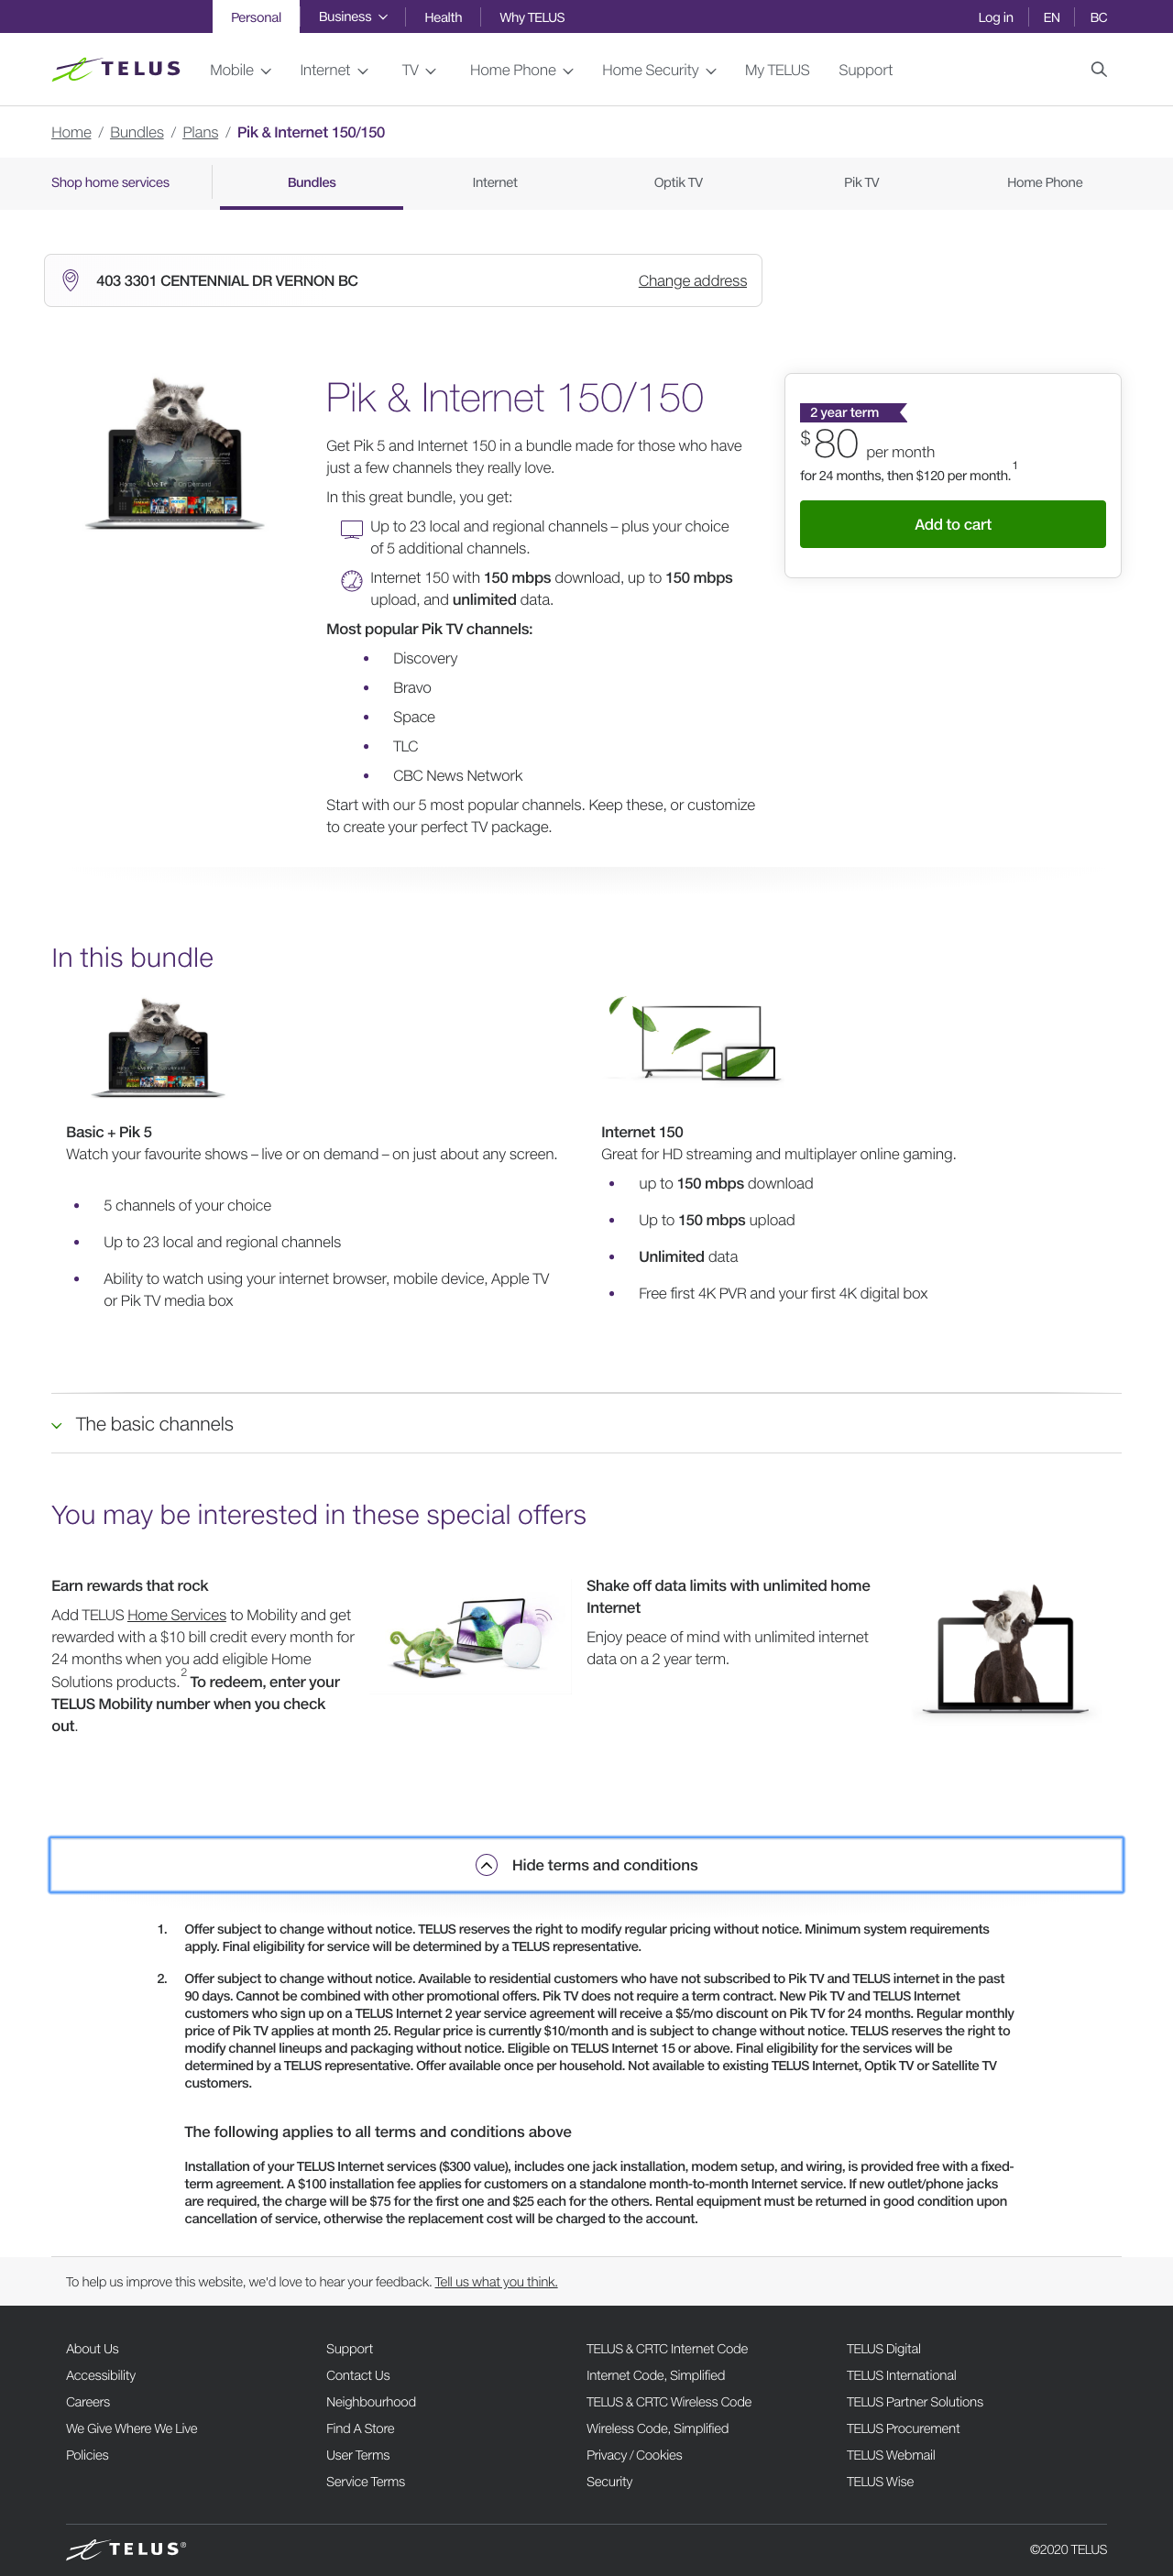 Personal Business Health Why TELUS Log in EN BC
TELUS Mobile Internet TV Home Phone Home Security My TELUS Support
Home / Bundles / Plans / Pik & Internet 150/150
Shop home services Bundles Internet Optik TV Pik TV Home Phone
403 3301 CENTENNIAL DR VERNON BC Change address
Pik & Internet 150/150
Get Pik 5 and Internet 150 in a bundle made for those who have
just a few channels they really love.
In this great bundle, you get:
Up to 23 local and regional channels – plus your choice
of 5 additional channels.
Internet 150 with 150 mbps download, up to 150 mbps
upload, and unlimited data.
Most popular Pik TV channels:
• Discovery
• Bravo
• Space
• TLC
• CBC News Network
Start with our 5 most popular channels. Keep these, or customize
to create your perfect TV package.
2 year term
$80 per month
for 24 months, then $120 per month.1
Add to cart
In this bundle
Basic + Pik 5
Watch your favourite shows – live or on demand – on just about any screen.
• 5 channels of your choice
• Up to 23 local and regional channels
• Ability to watch using your internet browser, mobile device, Apple TV
or Pik TV media box
Internet 150
Great for HD streaming and multiplayer online gaming.
• up to 150 mbps download
• Up to 150 mbps upload
• Unlimited data
• Free first 4K PVR and your first 4K digital box
The basic channels
You may be interested in these special offers
Earn rewards that rock
Add TELUS Home Services to Mobility and get
rewarded with a $10 bill credit every month for
24 months when you add eligible Home
Solutions products.2 To redeem, enter your
TELUS Mobility number when you check
out.
Shake off data limits with unlimited home
Internet
Enjoy peace of mind with unlimited internet
data on a 2 year term.
Hide terms and conditions
1. Offer subject to change without notice. TELUS reserves the right to modify regular pricing without notice. Minimum system requirements
apply. Final eligibility for service will be determined by a TELUS representative.
2. Offer subject to change without notice. Available to residential customers who have not subscribed to Pik TV and TELUS internet in the past
90 days. Cannot be combined with other promotional offers. Pik TV does not require a term contract. New Pik TV and TELUS Internet
customers who sign up on a TELUS Internet 2 year service agreement will receive a $5/mo discount on Pik TV for 24 months. Regular monthly
price of Pik TV applies at month 25. Regular price is currently $10/month and is subject to change without notice. TELUS reserves the right to
modify channel lineups and packaging without notice. Eligible on TELUS Internet 15 or above. Final eligibility for the services will be
determined by a TELUS representative. Offer available once per household. Not available to existing TELUS Internet, Optik TV or Satellite TV
customers.
The following applies to all terms and conditions above
Installation of your TELUS Internet services ($300 value), includes one jack installation, modem setup, and wiring, is provided free with a fixed-
term agreement. A $100 installation fee applies for customers on a standalone month-to-month Internet service. If new outlet/phone jacks
are required, the charge will be $75 for the first one and $25 each for the others. Rental equipment must be returned in good condition upon
cancellation of service, otherwise the replacement cost will be charged to the account.
To help us improve this website, we'd love to hear your feedback. Tell us what you think.
About Us
Accessibility
Careers
We Give Where We Live
Policies
Support
Contact Us
Neighbourhood
Find A Store
User Terms
Service Terms
TELUS & CRTC Internet Code
Internet Code, Simplified
TELUS & CRTC Wireless Code
Wireless Code, Simplified
Privacy / Cookies
Security
TELUS Digital
TELUS International
TELUS Partner Solutions
TELUS Procurement
TELUS Webmail
TELUS Wise
TELUS® ©2020 TELUS